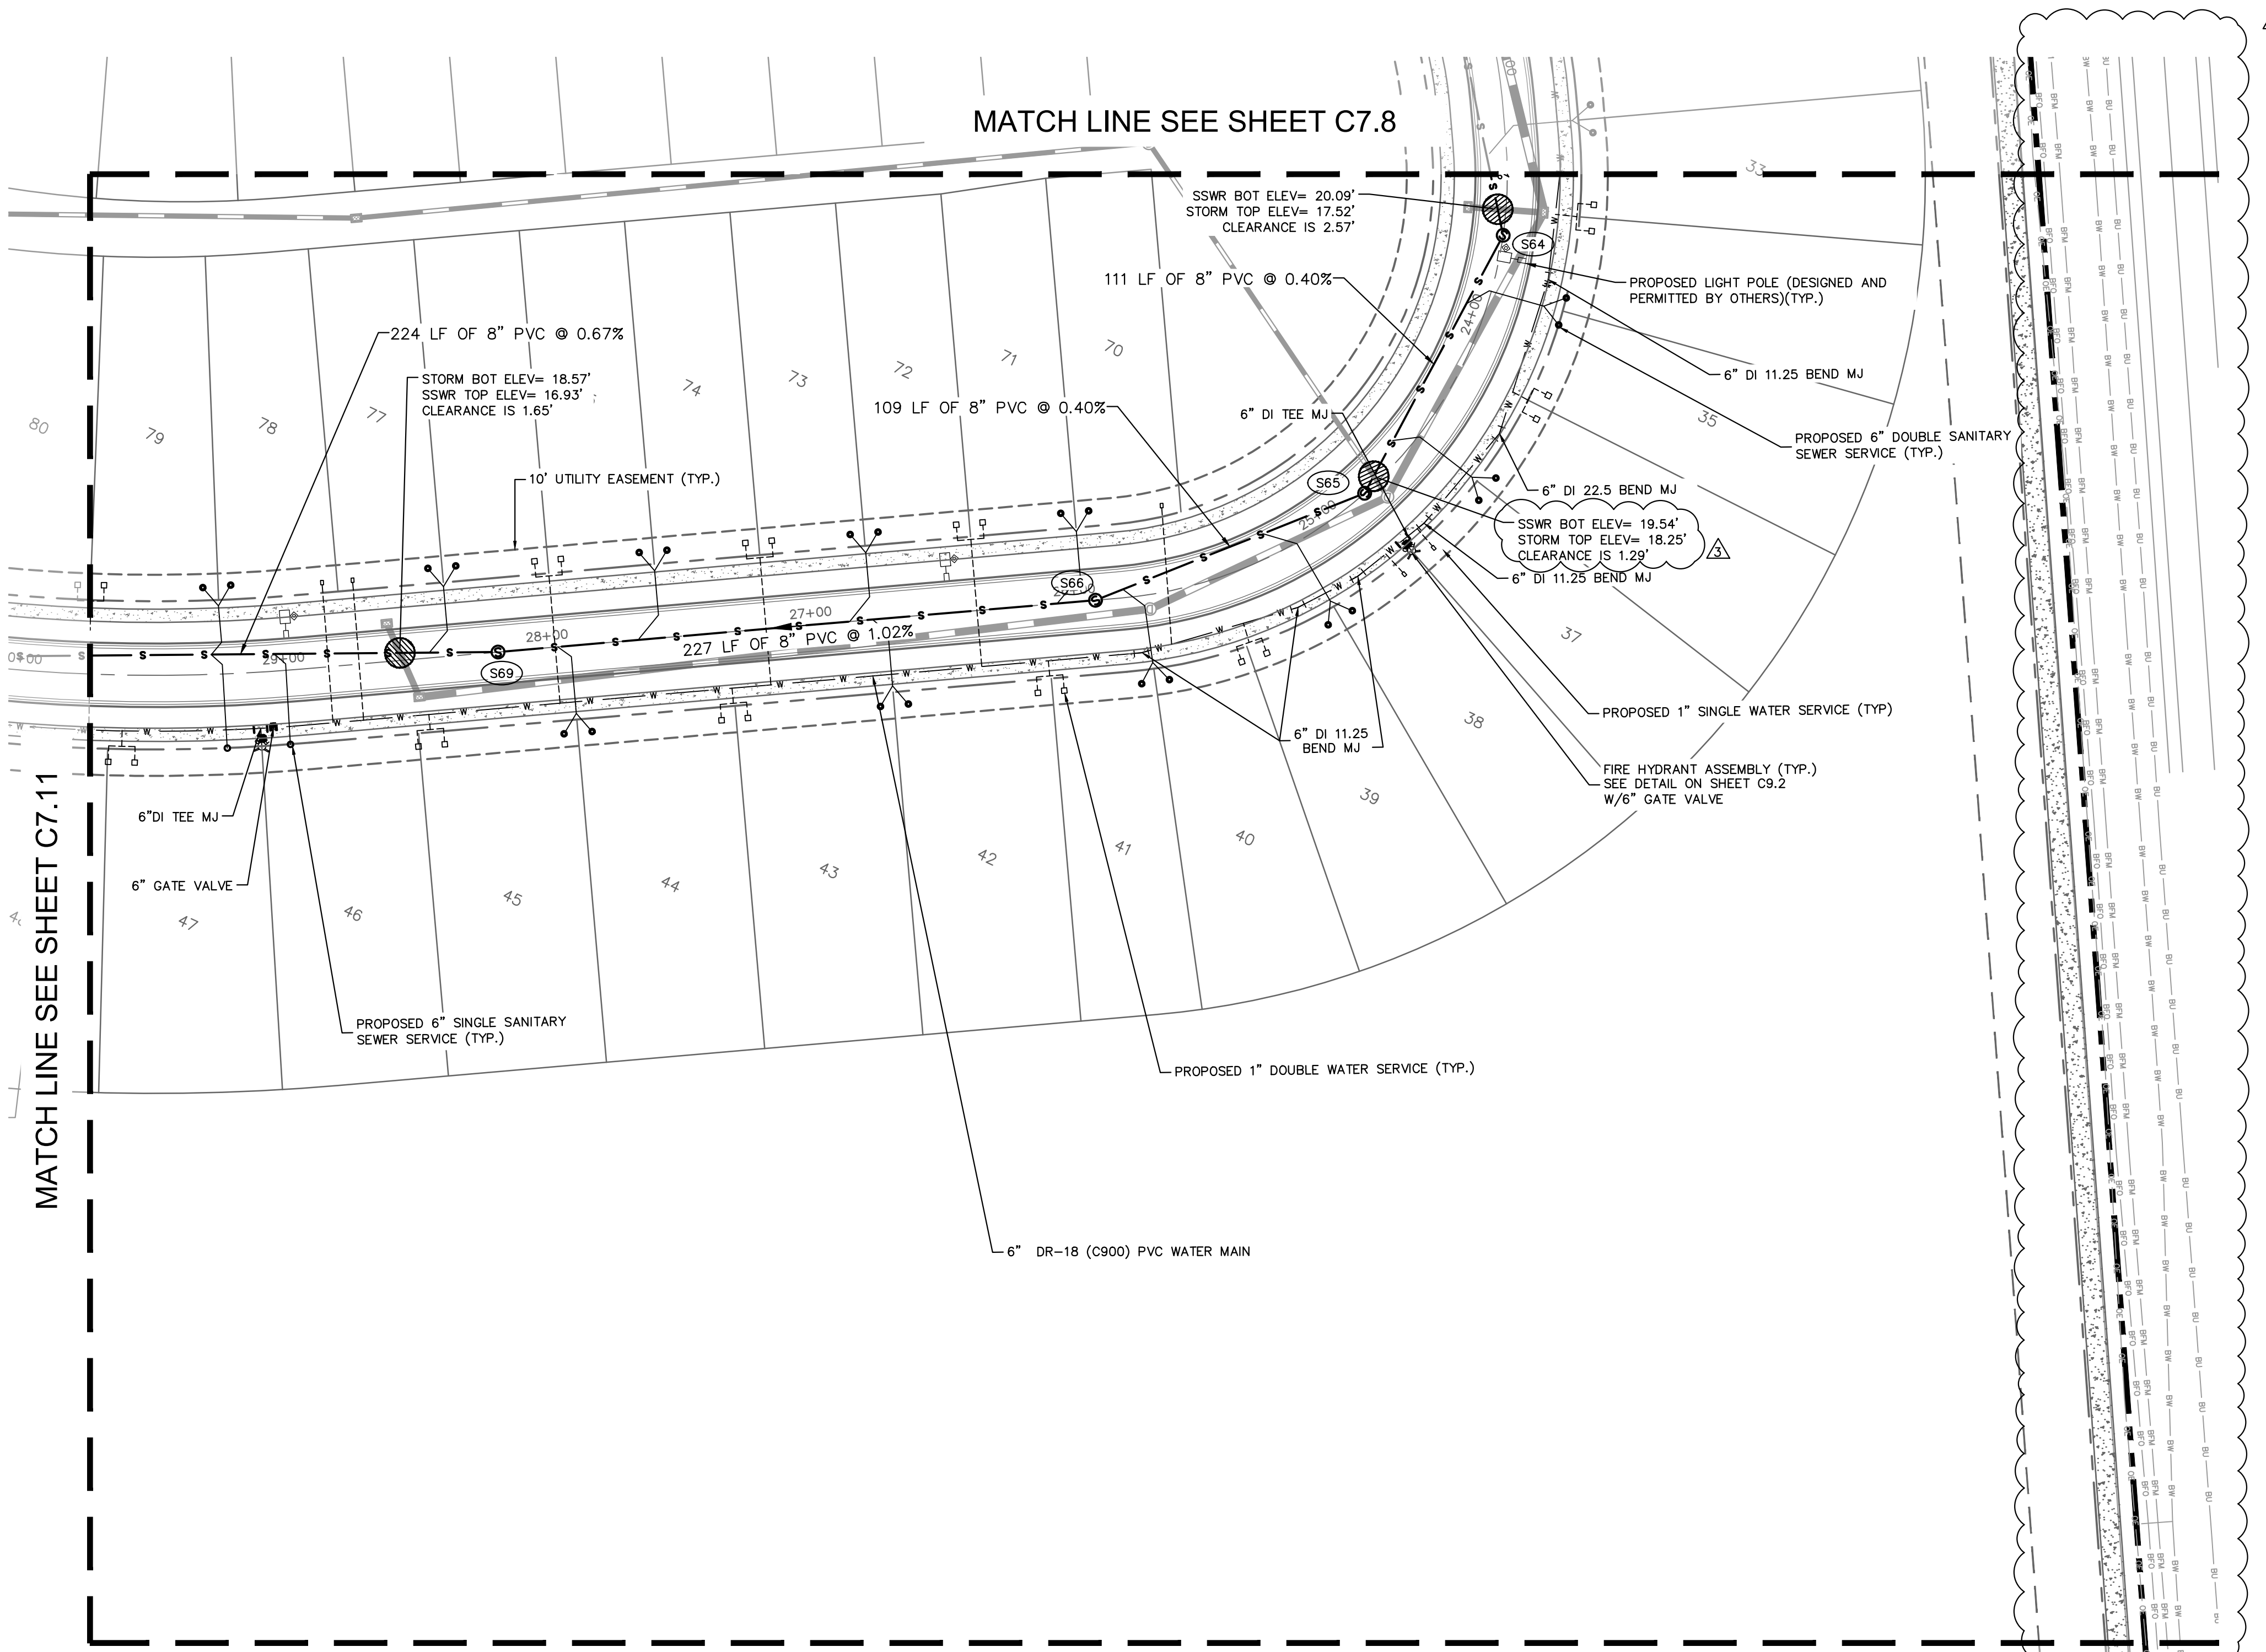 MATCH LINE SEE SHEET C7.8
SSWR BOT ELEV= 20.09'
STORM TOP ELEV= 17.52'
CLEARANCE IS 2.57'
S64
33
111 LF OF 8" PVC @ 0.40%
PROPOSED LIGHT POLE (DESIGNED AND
PERMITTED BY OTHERS)(TYP.)
24+00
224 LF OF 8" PVC @ 0.67%
STORM BOT ELEV= 18.57'
SSWR TOP ELEV= 16.93'
CLEARANCE IS 1.65'
80
79
78
77
74
73
72
71
70
109 LF OF 8" PVC @ 0.40%
6" DI TEE MJ
6" DI 11.25 BEND MJ
35
PROPOSED 6" DOUBLE SANITARY
SEWER SERVICE (TYP.)
10' UTILITY EASEMENT (TYP.)
S65
25+00
6" DI 22.5 BEND MJ
SSWR BOT ELEV= 19.54'
STORM TOP ELEV= 18.25'
CLEARANCE IS 1.29'
3
6" DI 11.25 BEND MJ
S66
27+00
28+00
29+00
227 LF OF 8" PVC @ 1.02%
S69
37
38
39
40
41
42
43
44
45
46
47
PROPOSED 1" SINGLE WATER SERVICE (TYP)
6" DI 11.25
BEND MJ
FIRE HYDRANT ASSEMBLY (TYP.)
SEE DETAIL ON SHEET C9.2
W/6" GATE VALVE
6"DI TEE MJ
6" GATE VALVE
MATCH LINE SEE SHEET C7.11
PROPOSED 6" SINGLE SANITARY
SEWER SERVICE (TYP.)
PROPOSED 1" DOUBLE WATER SERVICE (TYP.)
6" DR-18 (C900) PVC WATER MAIN
S
W
OE
BFO
BFM
BW
BU